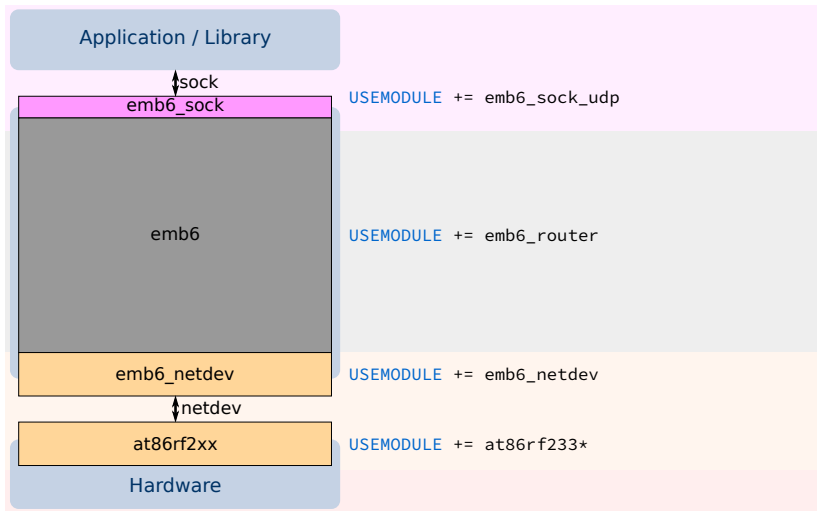 Application / Library
sock
emb6_sock
USEMODULE += emb6_sock_udp
emb6
USEMODULE += emb6_router
emb6_netdev
USEMODULE += emb6_netdev
netdev
at86rf2xx
USEMODULE += at86rf233*
Hardware